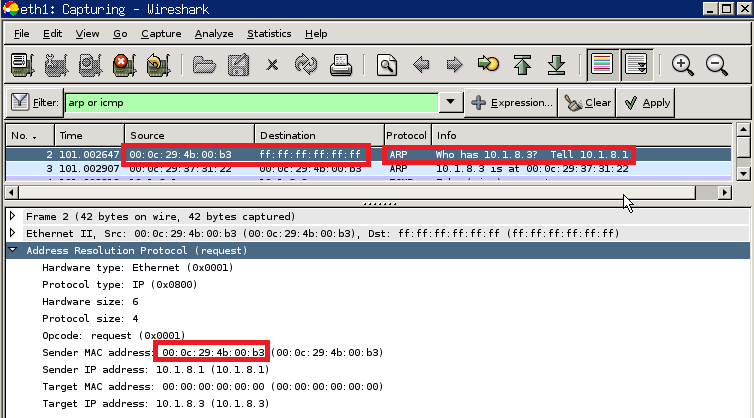 eth1: Capturing - Wireshark
File Edit View Go Capture Analyze Statistics Help
Filter: arp or icmp Expression... Clear Apply
No. . Time Source Destination Protocol Info
2 101.002647 00:0c:29:4b:00:b3 ff:ff:ff:ff:ff:ff ARP Who has 10.1.8.3? Tell 10.1.8.1
3 101.002907 00:0c:29:37:31:22 00:0c:29:4b:00:b3 ARP 10.1.8.3 is at 00:0c:29:37:31:22
Frame 2 (42 bytes on wire, 42 bytes captured)
Ethernet II, Src: 00:0c:29:4b:00:b3 (00:0c:29:4b:00:b3), Dst: ff:ff:ff:ff:ff:ff (ff:ff:ff:ff:ff:ff)
Address Resolution Protocol (request)
Hardware type: Ethernet (0x0001)
Protocol type: IP (0x0800)
Hardware size: 6
Protocol size: 4
Opcode: request (0x0001)
Sender MAC address: 00:0c:29:4b:00:b3 (00:0c:29:4b:00:b3)
Sender IP address: 10.1.8.1 (10.1.8.1)
Target MAC address: 00:00:00:00:00:00 (00:00:00:00:00:00)
Target IP address: 10.1.8.3 (10.1.8.3)